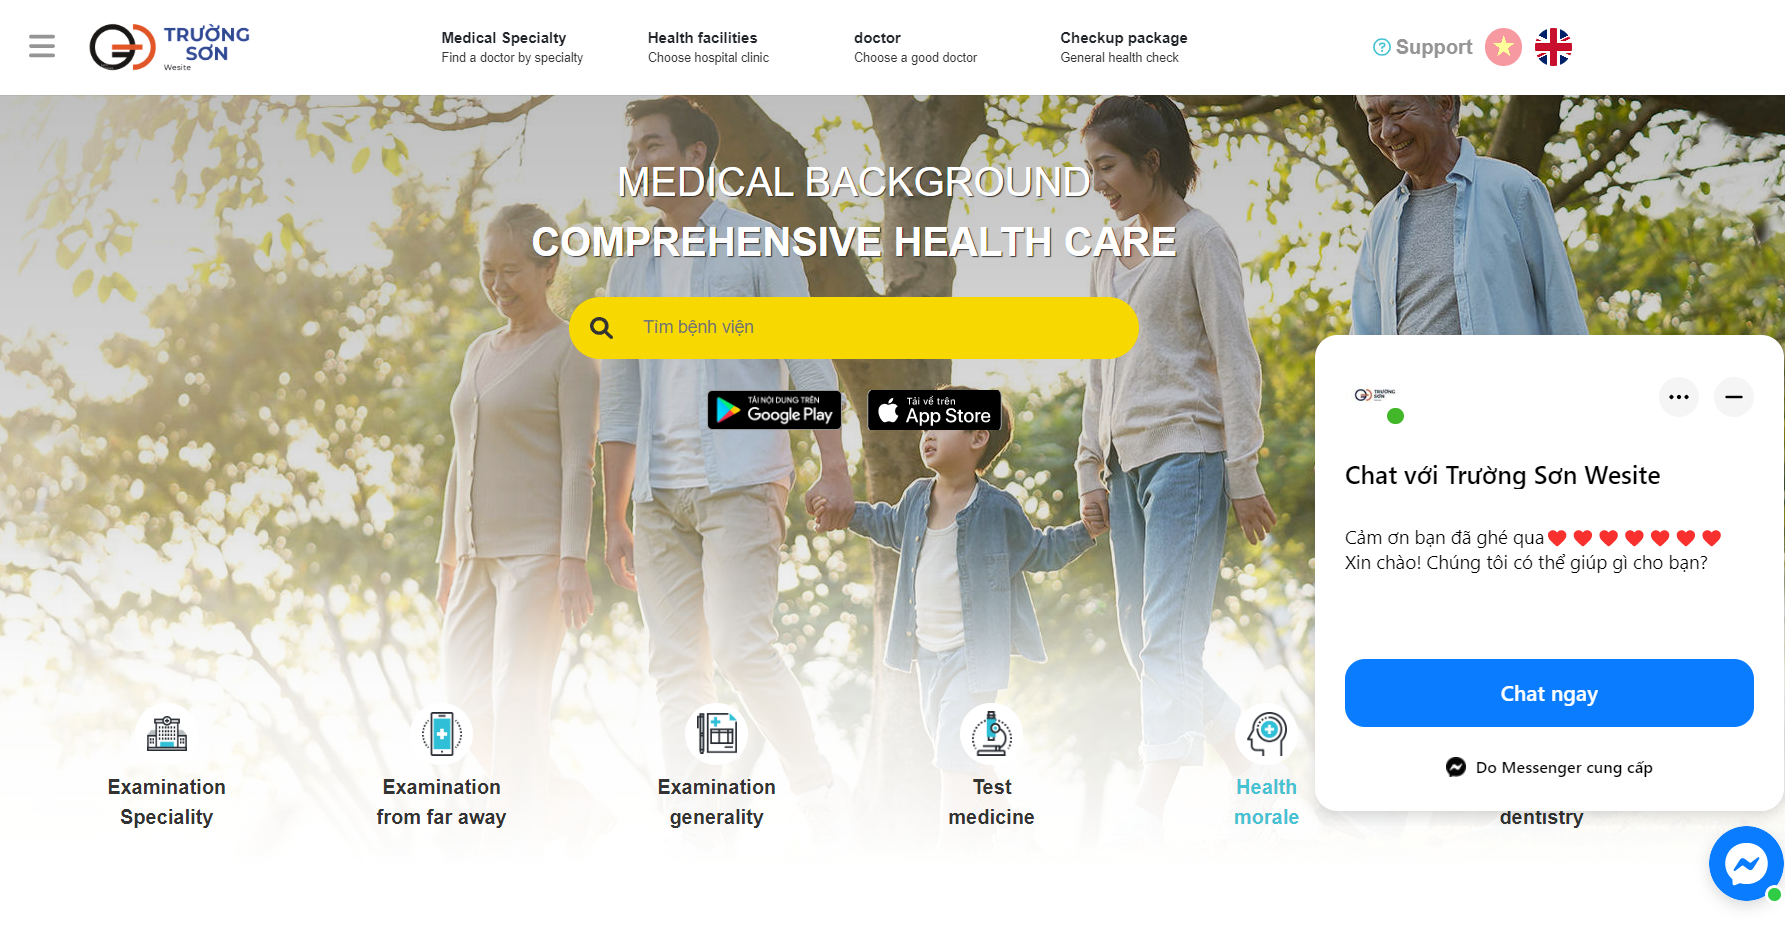 TRƯỜNG
SƠN
Wesite
Medical Specialty
Find a doctor by specialty
Health facilities
Choose hospital clinic
doctor
Choose a good doctor
Checkup package
General health check
Support
MEDICAL BACKGROUND
COMPREHENSIVE HEALTH CARE
Tìm bệnh viện
TẢI NỘI DUNG TRÊN
Google Play
Tải về trên
App Store
TRƯỜNG
SƠN
Chat với Trường Sơn Wesite
Cảm ơn bạn đã ghé qua❤❤❤❤❤❤❤
Xin chào! Chúng tôi có thể giúp gì cho bạn?
Chat ngay
Do Messenger cung cấp
Examination
Speciality
Examination
from far away
Examination
generality
Test
medicine
Health
morale
dentistry